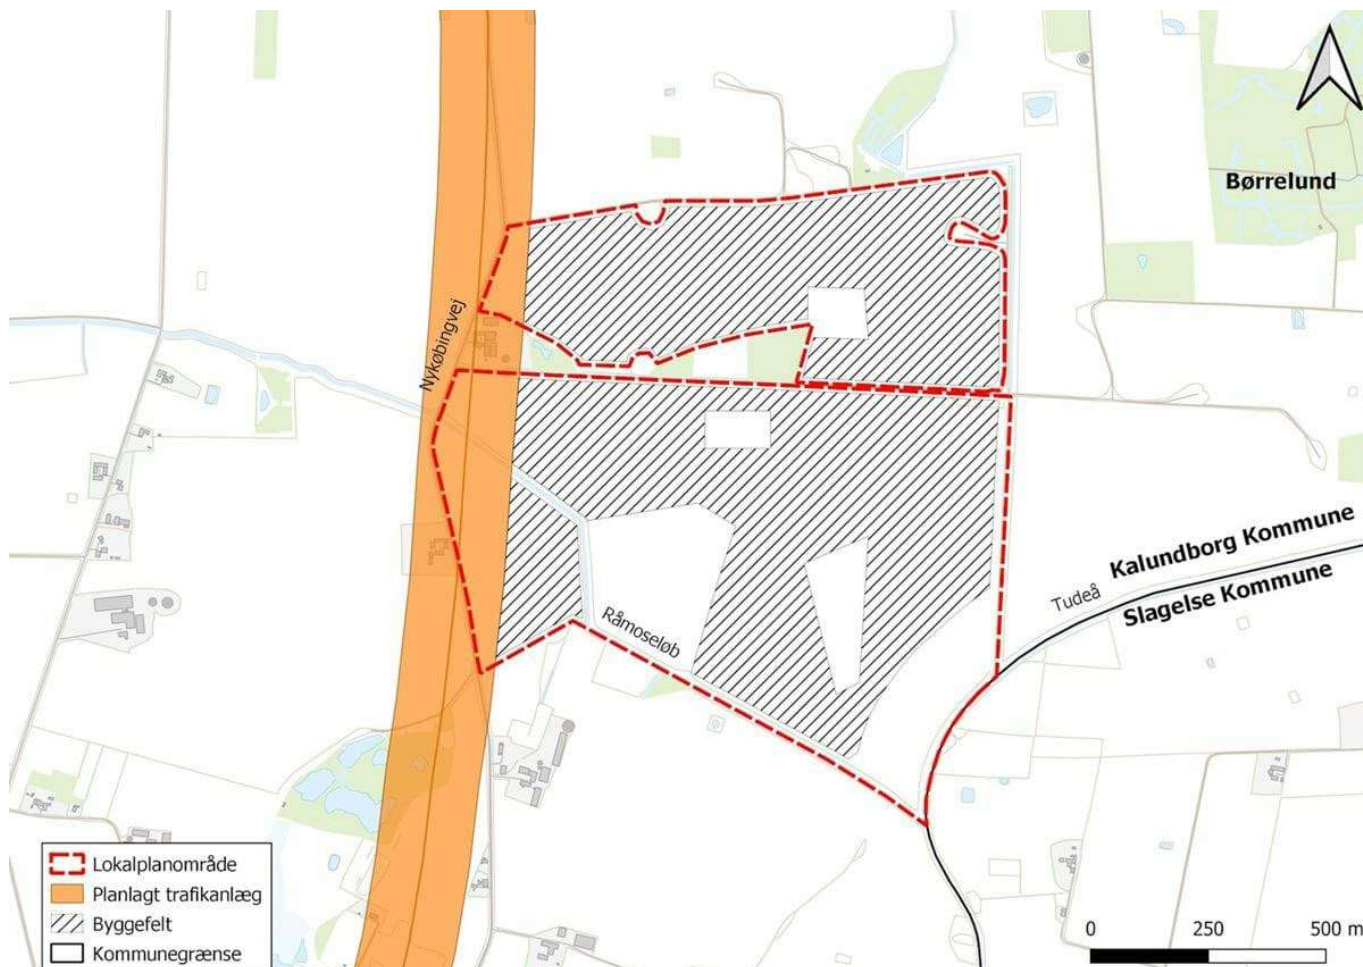 Børrelund
Nykøbingvej
Kalundborg Kommune
Tudeå
Slagelse Kommune
Råmoseløb
Lokalplanområde
Planlagt trafikanlæg
Byggefelt
Kommunegrænse
0 250 500 m